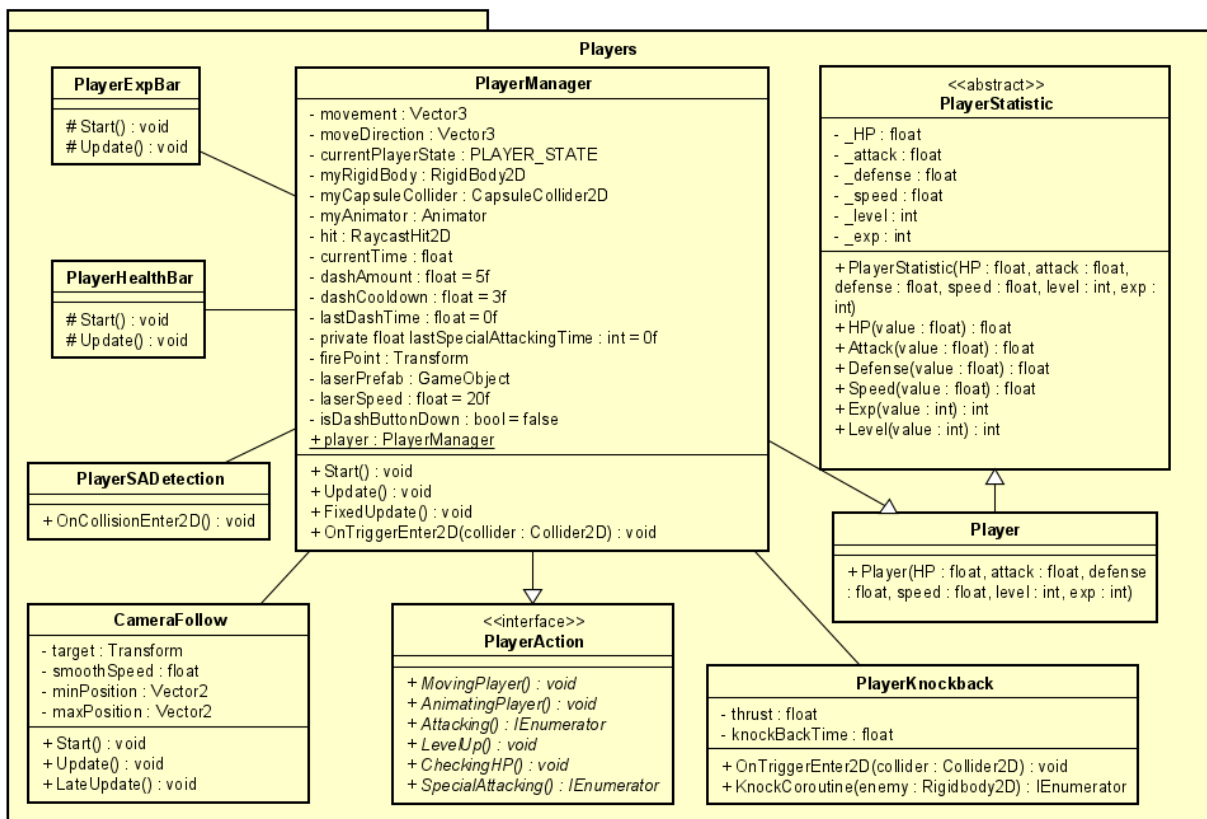 Players
PlayerExpBar
# Start() : void
# Update() : void
PlayerHealthBar
# Start() : void
# Update() : void
PlayerSADetection
+ OnCollisionEnter2D() : void
CameraFollow
- target : Transform
- smoothSpeed : float
- minPosition : Vector2
- maxPosition : Vector2
+ Start() : void
+ Update() : void
+ LateUpdate() : void
PlayerManager
- movement : Vector3
- moveDirection : Vector3
- currentPlayerState : PLAYER_STATE
- myRigidBody : RigidBody2D
- myCapsuleCollider : CapsuleCollider2D
- myAnimator : Animator
- hit : RaycastHit2D
- currentTime : float
- dashAmount : float = 5f
- dashCooldown : float = 3f
- lastDashTime : float = 0f
- private float lastSpecialAttackingTime : int = 0f
- firePoint : Transform
- laserPrefab : GameObject
- laserSpeed : float = 20f
- isDashButtonDown : bool = false
+ player : PlayerManager
+ Start() : void
+ Update() : void
+ FixedUpdate() : void
+ OnTriggerEnter2D(collider : Collider2D) : void
<<interface>>
PlayerAction
+ MovingPlayer() : void
+ AnimatingPlayer() : void
+ Attacking() : IEnumerator
+ LevelUp() : void
+ CheckingHP() : void
+ SpecialAttacking() : IEnumerator
<<abstract>>
PlayerStatistic
- _HP : float
- _attack : float
- _defense : float
- _speed : float
- _level : int
- _exp : int
+ PlayerStatistic(HP : float, attack : float,
defense : float, speed : float, level : int, exp :
int)
+ HP(value : float) : float
+ Attack(value : float) : float
+ Defense(value : float) : float
+ Speed(value : float) : float
+ Exp(value : int) : int
+ Level(value : int) : int
Player
+ Player(HP : float, attack : float, defense
: float, speed : float, level : int, exp : int)
PlayerKnockback
- thrust : float
- knockBackTime : float
+ OnTriggerEnter2D(collider : Collider2D) : void
+ KnockCoroutine(enemy : Rigidbody2D) : IEnumerator